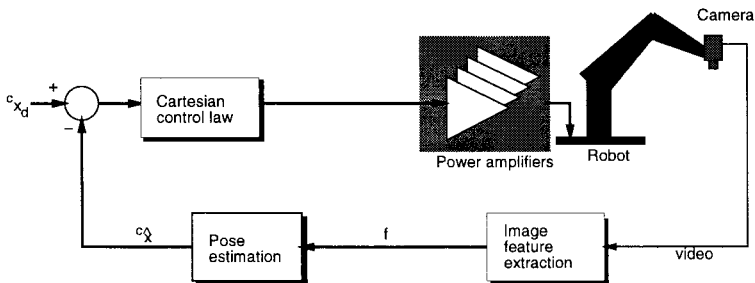 Camera
+
c x d
−
Cartesian
control law
Power amplifiers
Robot
c x̂
Pose
estimation
f
Image
feature
extraction
video